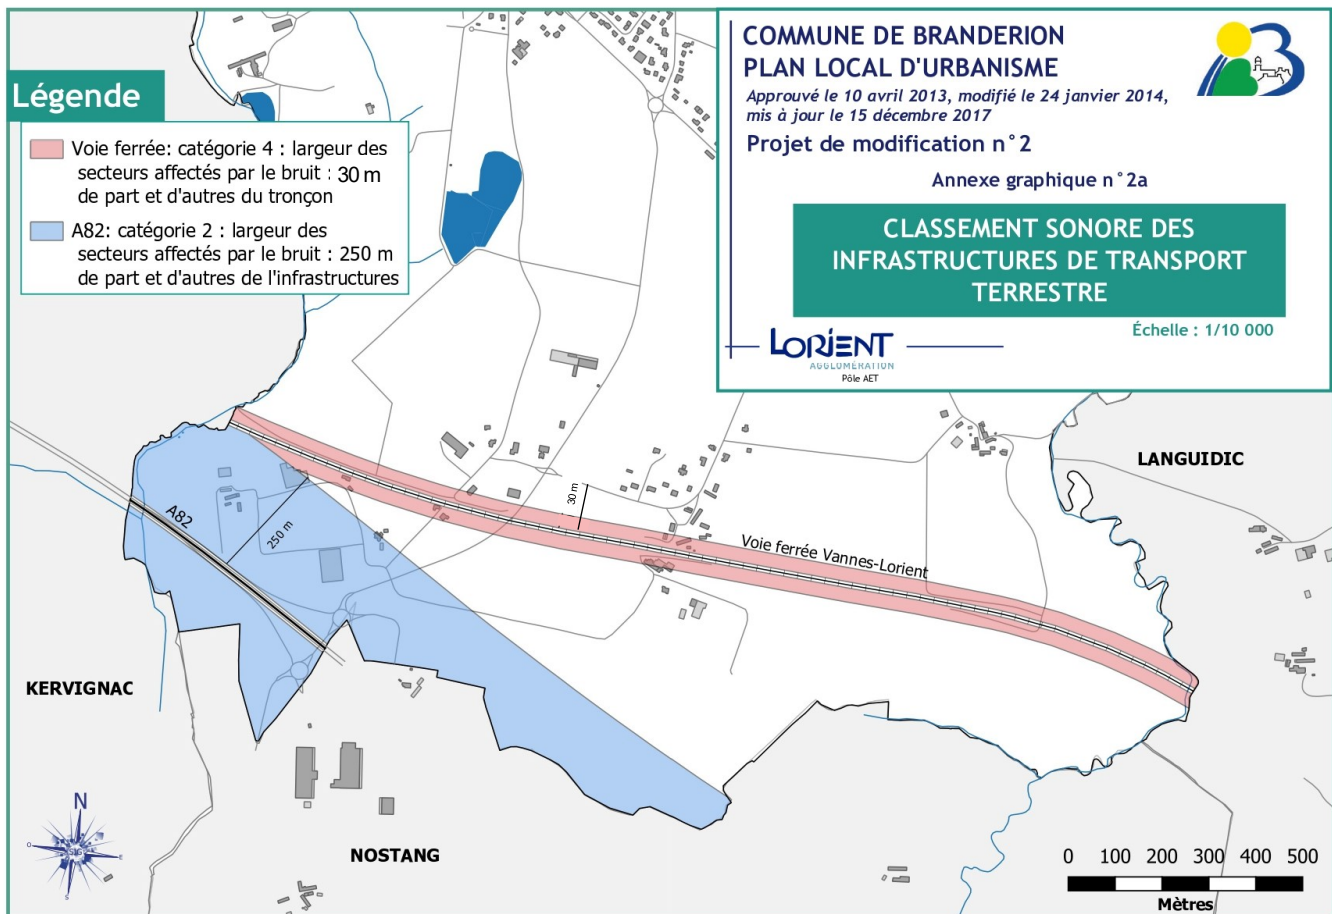 COMMUNE DE BRANDERION
PLAN LOCAL D'URBANISME
Approuvé le 10 avril 2013, modifié le 24 janvier 2014,
mis à jour le 15 décembre 2017
Projet de modification n°2
Annexe graphique n°2a
CLASSEMENT SONORE DES
INFRASTRUCTURES DE TRANSPORT
TERRESTRE
Échelle : 1/10 000
LORIENT
AGGLOMÉRATION
Pôle AET
Légende
Voie ferrée: catégorie 4 : largeur des
secteurs affectés par le bruit : 30 m
de part et d'autres du tronçon
A82: catégorie 2 : largeur des
secteurs affectés par le bruit : 250 m
de part et d'autres de l'infrastructures
LANGUIDIC
A82
250 m
30 m
Voie ferrée Vannes-Lorient
KERVIGNAC
NOSTANG
N
O
E
S
SIG
0 100 200 300 400 500
Mètres